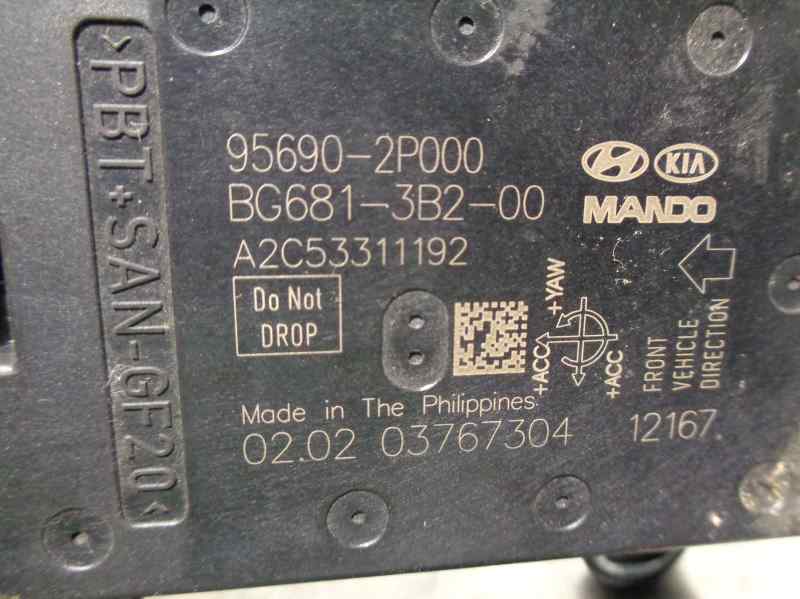 >PBT+SAN-GF20<
95690-2P000
KIA
BG681-3B2-00
MANDO
A2C53311192
Do Not
DROP
+YAW
+ACC
+ACC
FRONT
VEHICLE
DIRECTION
Made in The Philippines
02.02 03767304
12167.